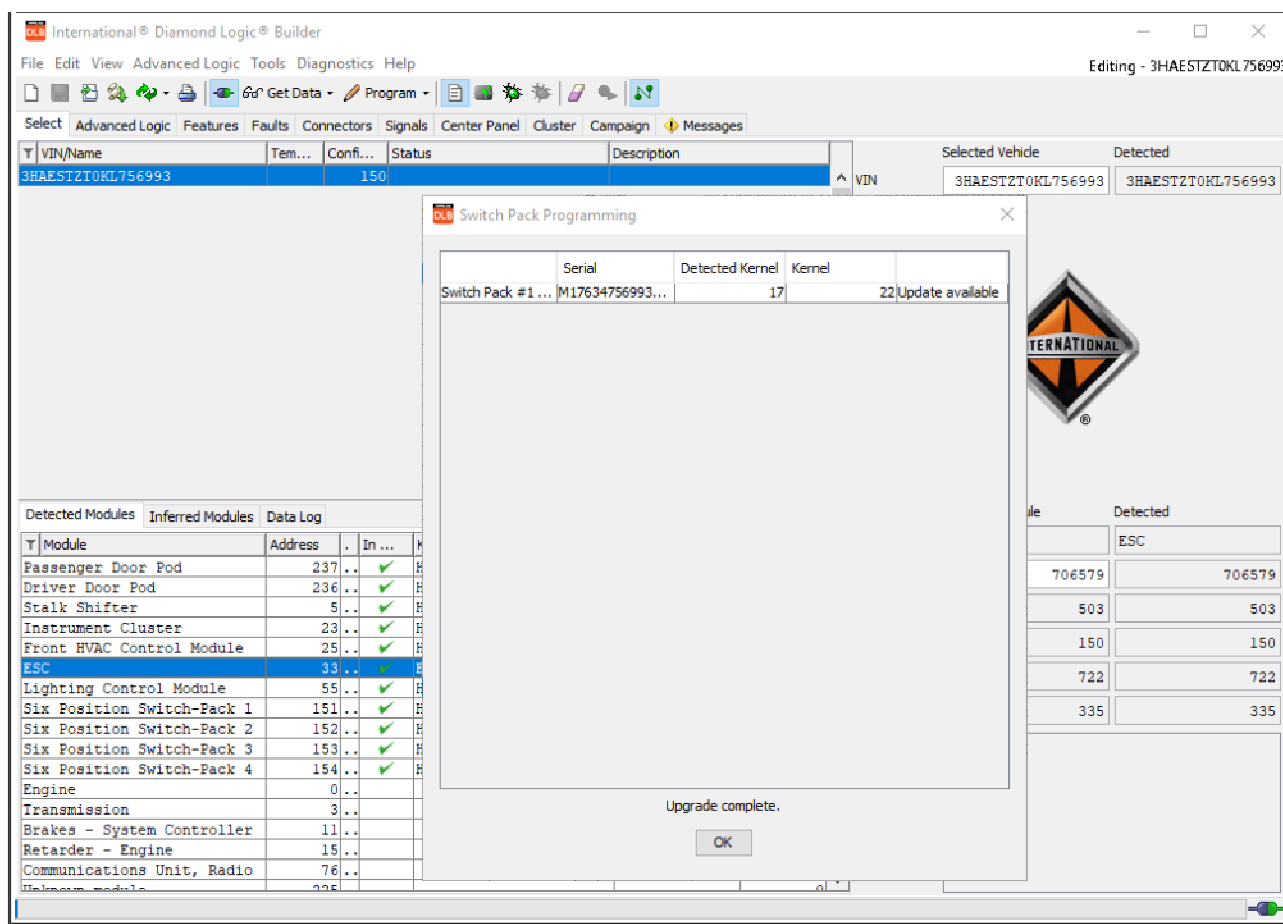 DLB International® Diamond Logic® Builder
File Edit View Advanced Logic Tools Diagnostics Help
Editing - 3HAESTZT0KL756993
Get Data Program
Select Advanced Logic Features Faults Connectors Signals Center Panel Cluster Campaign Messages
VIN/Name Tem... Confi... Status Description
Selected Vehicle Detected
3HAESTZT0KL756993 150
VIN 3HAESTZT0KL756993 3HAESTZT0KL756993
DLB Switch Pack Programming
Serial Detected Kernel Kernel
Switch Pack #1 ... M17634756993... 17 22 Update available
TERNATIONAL
®
Detected Modules Inferred Modules Data Log
Detected
Module Address . In ...
ESC
Passenger Door Pod 237 ..
706579 706579
Driver Door Pod 236 ..
Stalk Shifter 5 ..
503 503
Instrument Cluster 23 ..
Front HVAC Control Module 25 ..
150 150
ESC 33 ..
722 722
Lighting Control Module 55 ..
Six Position Switch-Pack 1 151 ..
335 335
Six Position Switch-Pack 2 152 ..
Six Position Switch-Pack 3 153 ..
Six Position Switch-Pack 4 154 ..
Engine 0 ..
Transmission 3 ..
Upgrade complete.
Brakes - System Controller 11 ..
Retarder - Engine 15 ..
OK
Communications Unit, Radio 76 ..